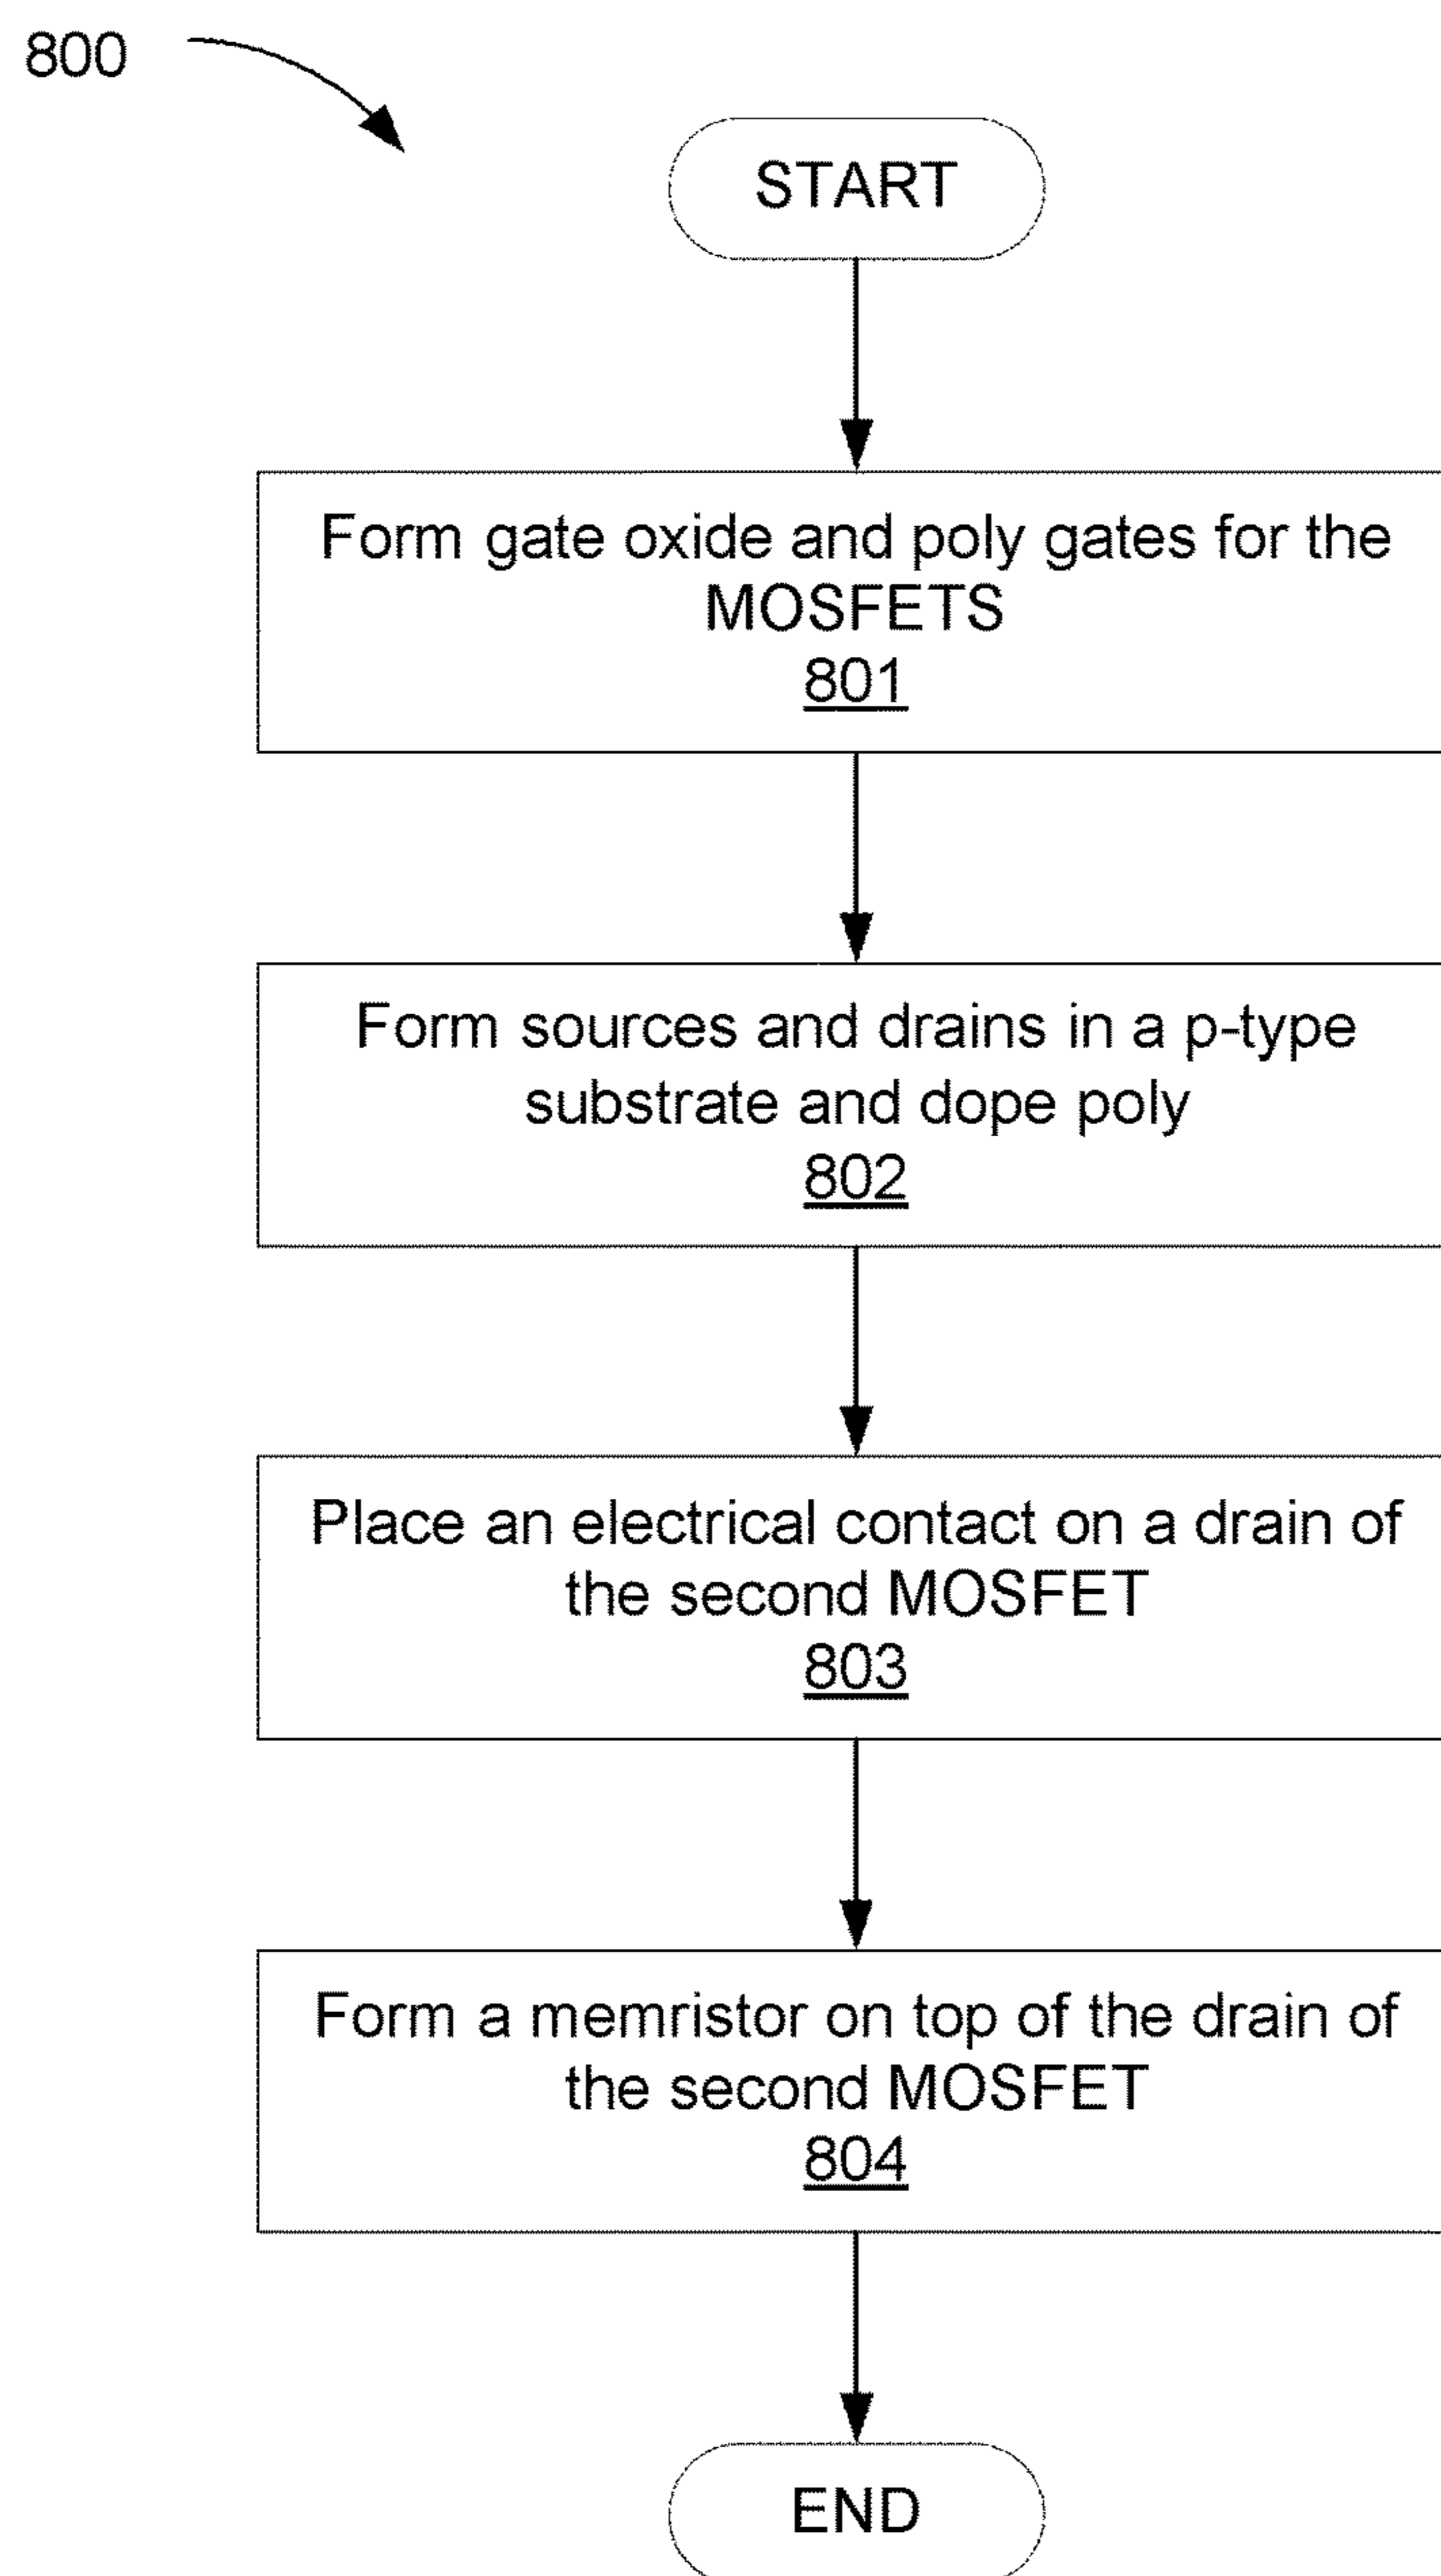 800
START
Form gate oxide and poly gates for the
MOSFETS
801
Form sources and drains in a p-type
substrate and dope poly
802
Place an electrical contact on a drain of
the second MOSFET
803
Form a memristor on top of the drain of
the second MOSFET
804
END